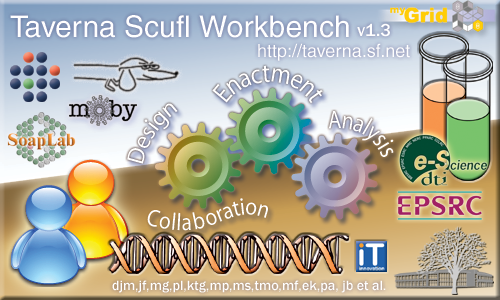 Taverna Scufl Workbench v1.3
myGrid
http://taverna.sf.net
moby
SoapLab
Design
Enactment
Analysis
Collaboration
e-Science
dti
EPSRC
iT
innovation
djm,jf,mg,pl,ktg,mp,ms,tmo,mf,ek,pa, jb et al.